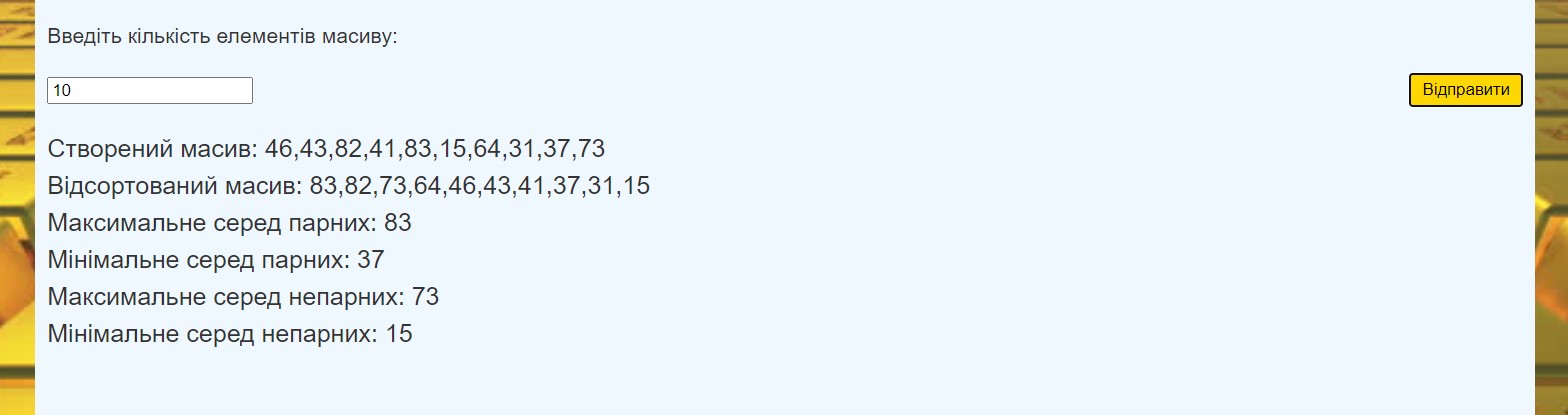 Введіть кількість елементів масиву:
10
Відправити
Створений масив: 46,43,82,41,83,15,64,31,37,73
Відсортований масив: 83,82,73,64,46,43,41,37,31,15
Максимальне серед парних: 83
Мінімальне серед парних: 37
Максимальне серед непарних: 73
Мінімальне серед непарних: 15